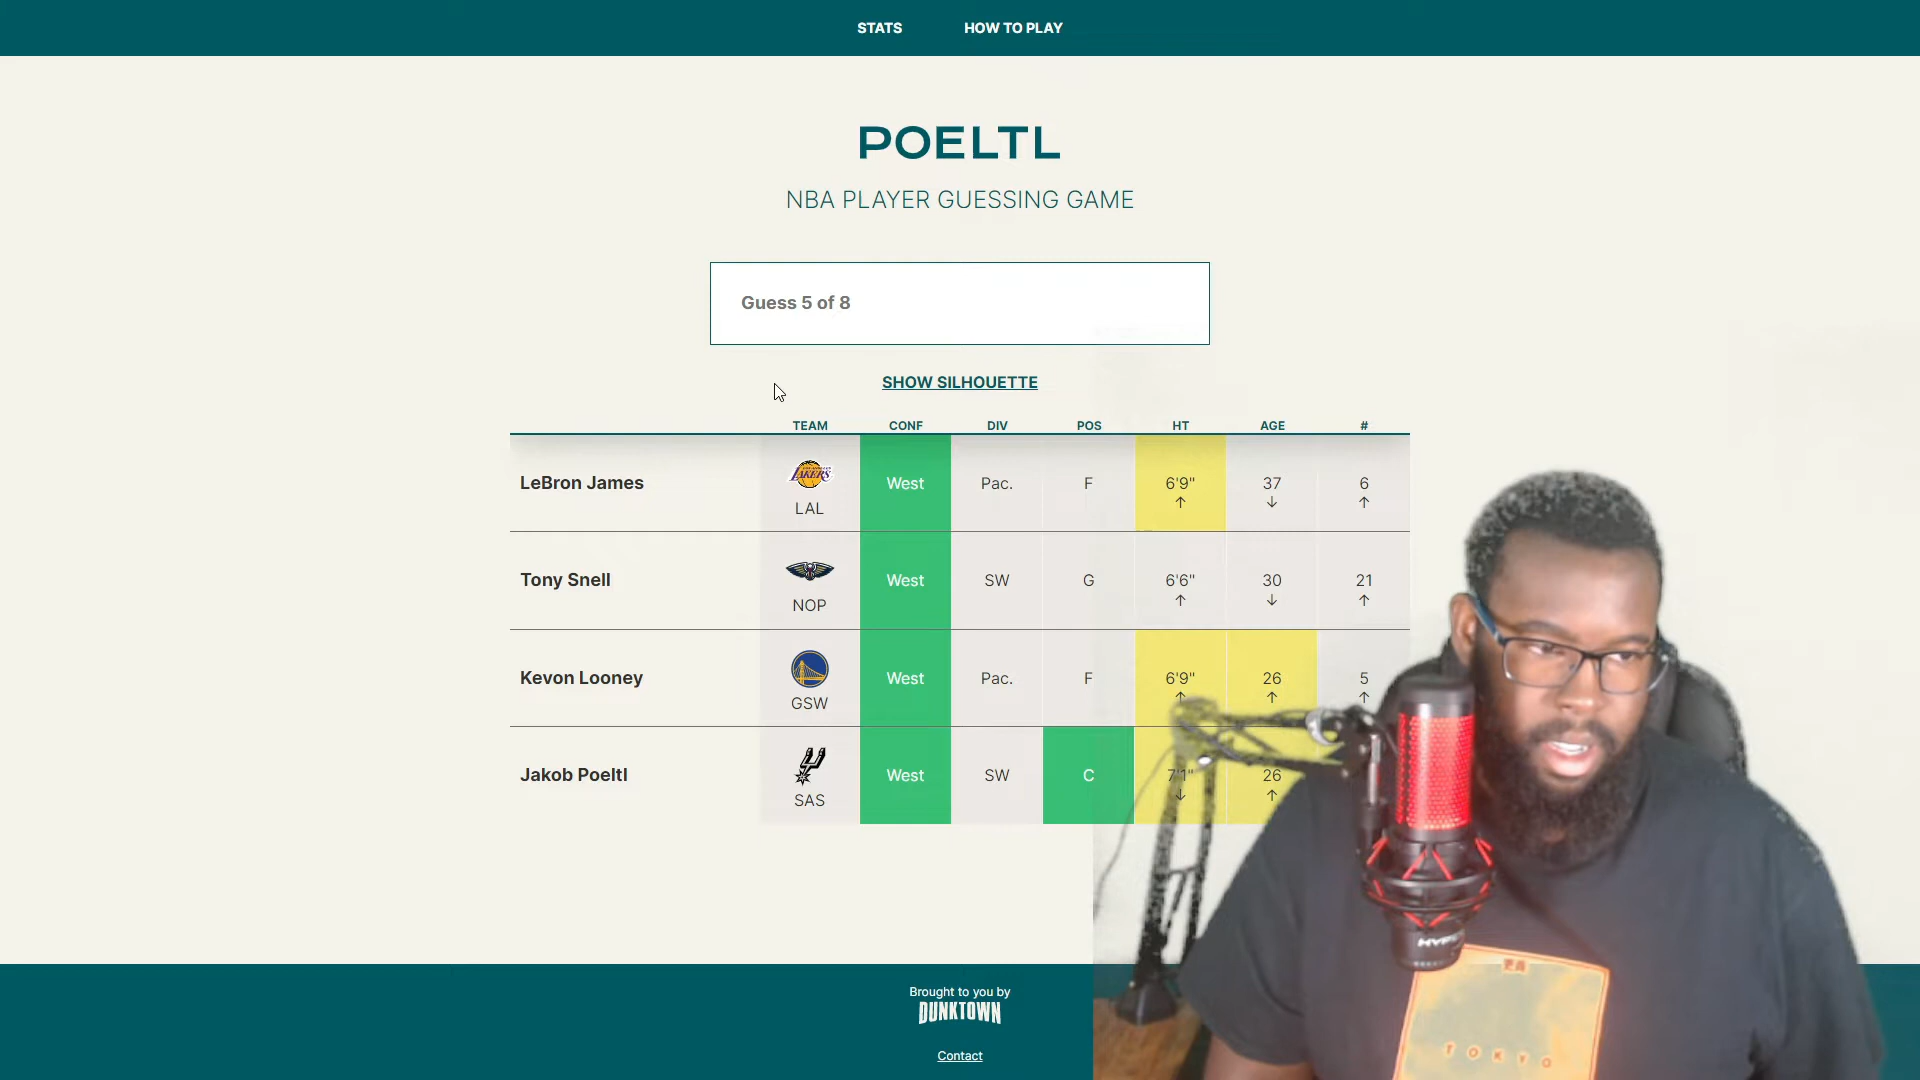 STATS HOW TO PLAY
POELTL
NBA PLAYER GUESSING GAME
Guess 5 of 8
SHOW SILHOUETTE
TEAM CONF DIV POS HT AGE #
LeBron James LAKERS LAL West Pac. F 6'9" ↑ 37 ↓ 6 ↑
Tony Snell NOP West SW G 6'6" ↑ 30 ↓ 21 ↑
Kevon Looney GSW West Pac. F 6'9" ↑ 26 ↑ 5 ↑
Jakob Poeltl SAS West SW C 7'1" ↓ 26 ↑
Brought to you by
DUNKTOWN
Contact
TOKYO